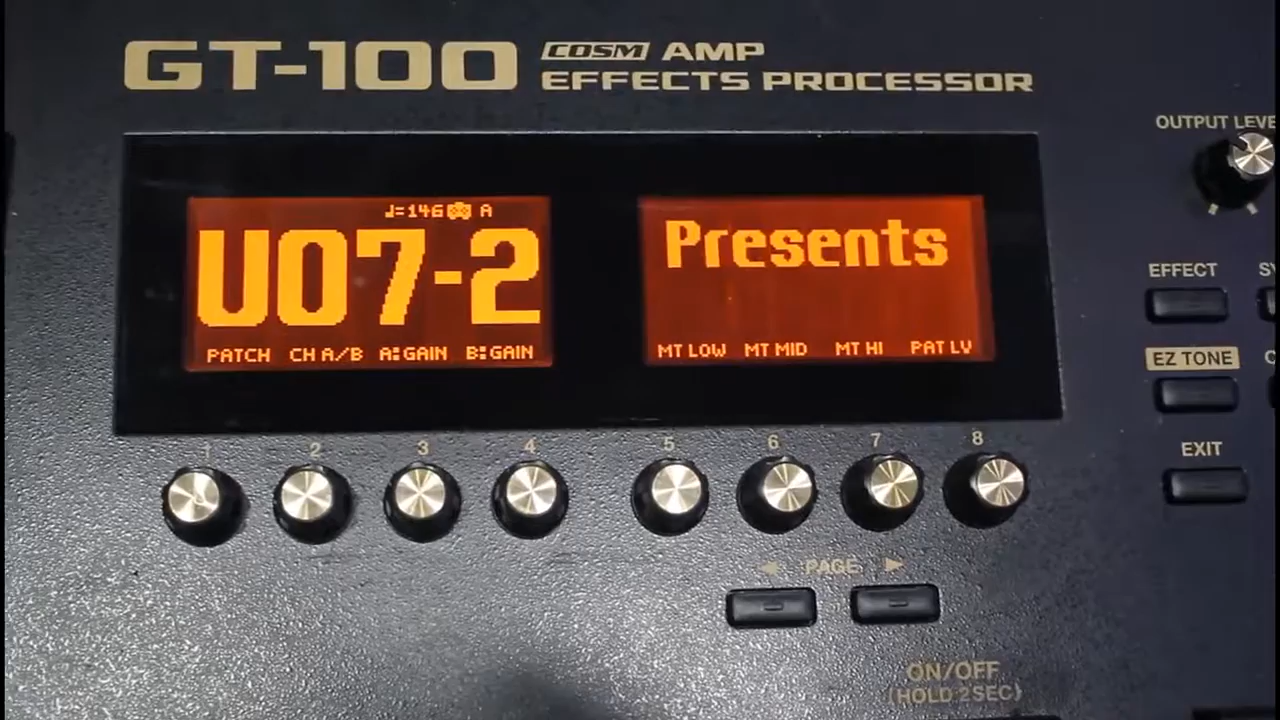 GT-100 COSM AMP
EFFECTS PROCESSOR
OUTPUT LEVE
♩=146 A
U07-2
PATCH CH A/B A:GAIN B:GAIN
Presents
MT LOW MT MID MT HI PAT LV
EFFECT
EZ TONE
EXIT
1 2 3 4 5 6 7 8
◀ PAGE ▶
ON/OFF
(HOLD 2SEC)